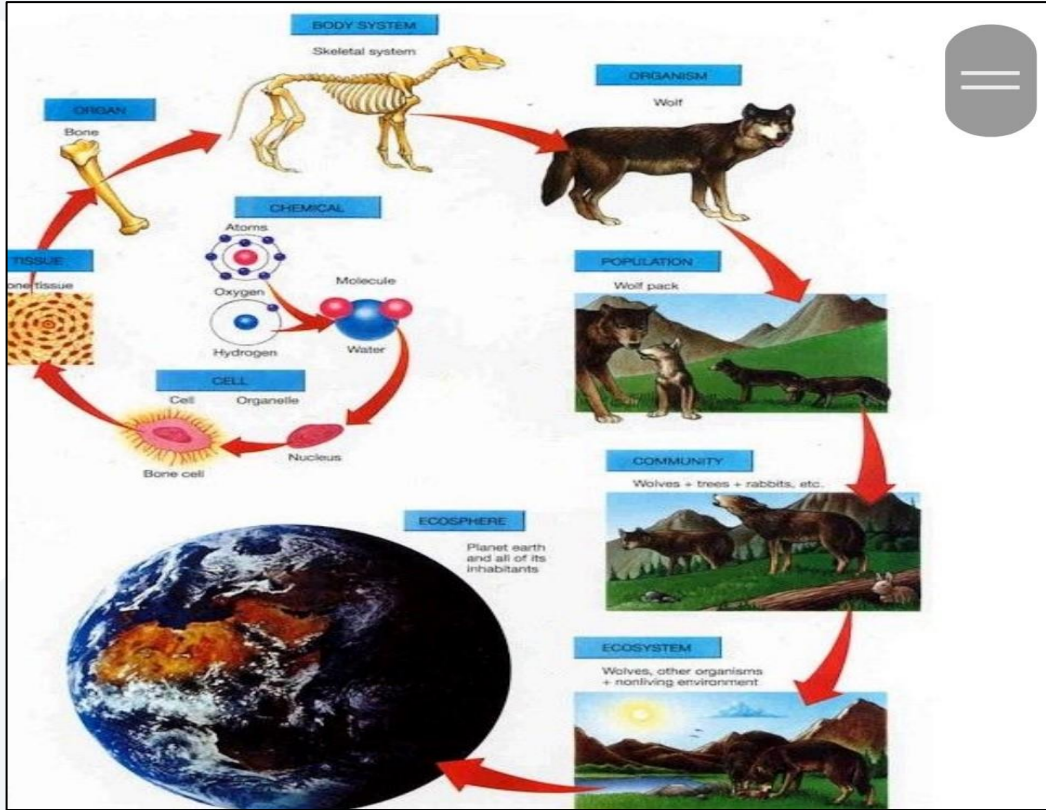 BODY SYSTEM
Skeletal system
ORGANISM
Wolf
ORGAN
Bone
CHEMICAL
Atoms
Oxygen
Hydrogen
Molecule
Water
TISSUE
one tissue
CELL
Cell Organelle
Bone cell
Nucleus
POPULATION
Wolf pack
COMMUNITY
Wolves + trees + rabbits, etc.
ECOSPHERE
Planet earth
and all of its
inhabitants
ECOSYSTEM
Wolves, other organisms
+ nonliving environment